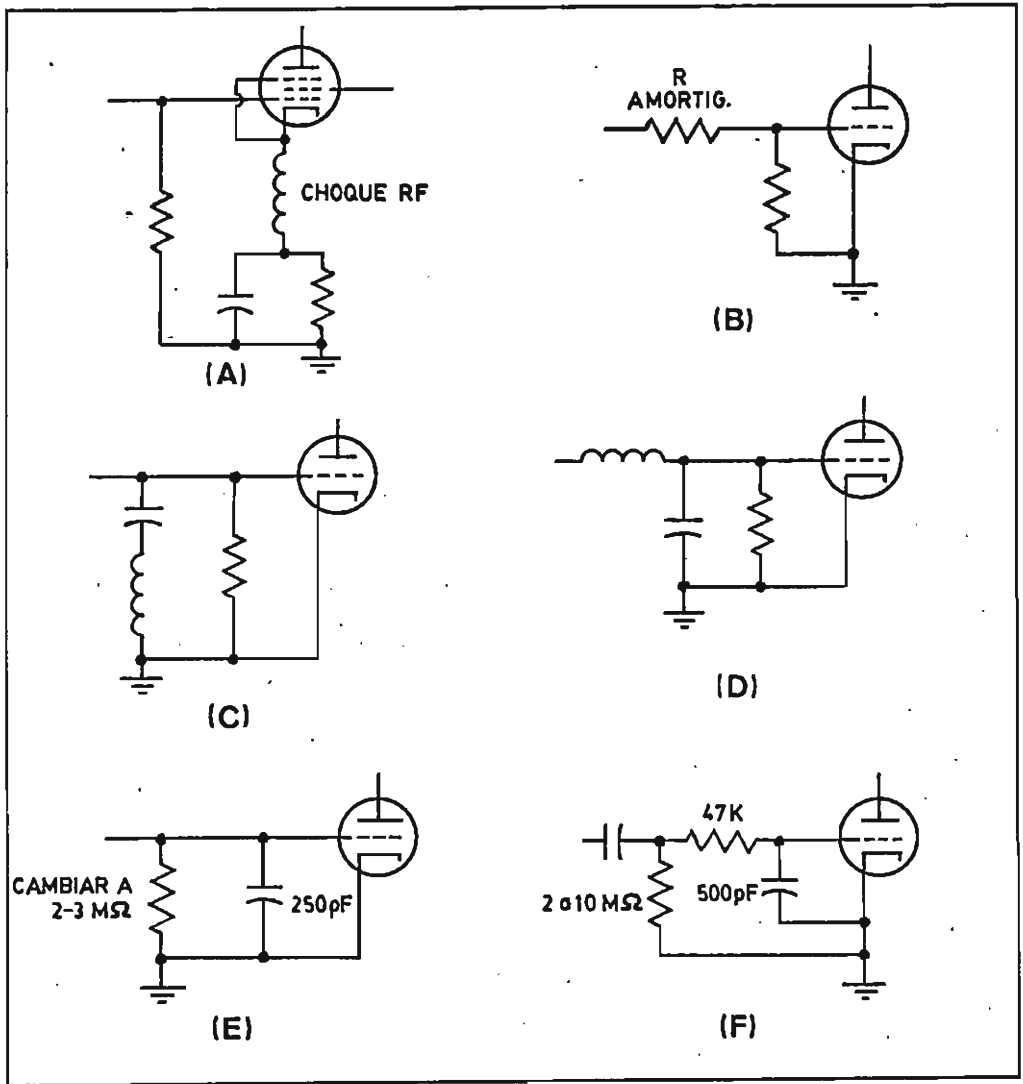 CHOQUE RF
(A)
R
AMORTIG.
(B)
(C)
(D)
CAMBIAR A
2-3 MΩ
250pF
(E)
47K
2 a 10 MΩ
500pF
(F)